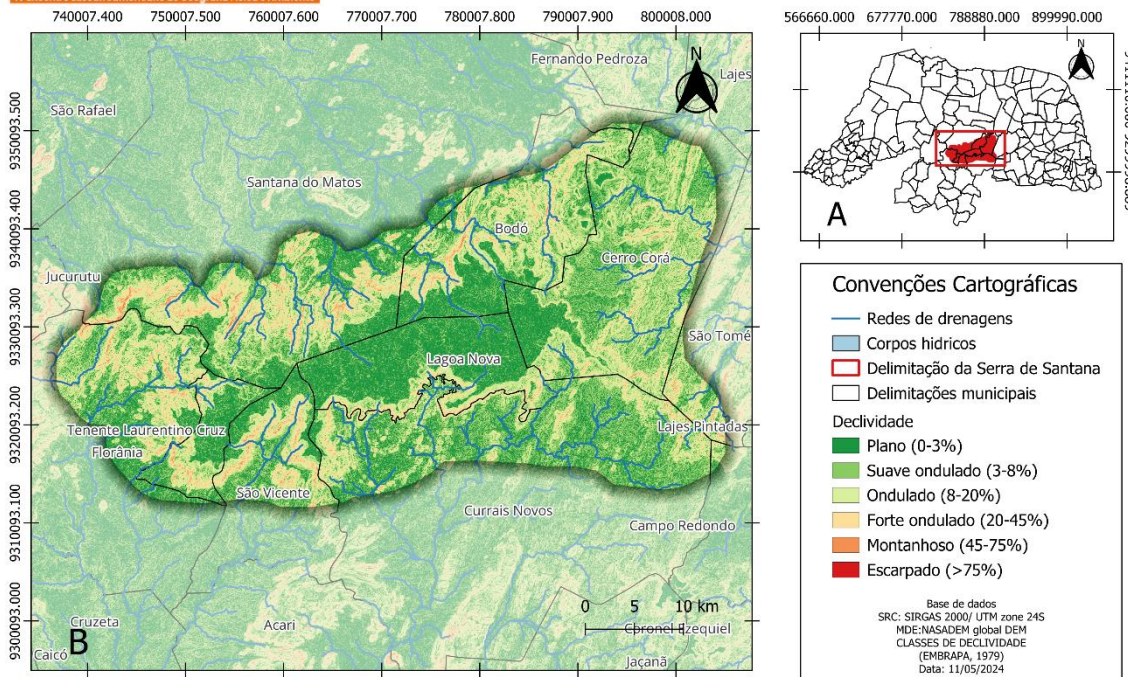 740007.400 750007.500 760007.600 770007.700 780007.800 790007.900 800008.000
566660.000 677770.000 788880.000 899990.000
N
Fernando Pedroza
Lajes
São Rafael
Santana do Matos
Bodó
Jucurutu
Cerro Corá
São Tomé
Lagoa Nova
Tenente Laurentino Cruz
Florânia
Lajes Pintadas
São Vicente
Currais Novos
Campo Redondo
Cruzeta
Acari
Coronel Ezequiel
Caicó
Jaçanã
0 5 10 km
B
9350093.500
9340093.400
9330093.300
9320093.200
9310093.100
9300093.000
N
A
Convenções Cartográficas
Redes de drenagens
Corpos hidricos
Delimitação da Serra de Santana
Delimitações municipais
Declividade
Plano (0-3%)
Suave ondulado (3-8%)
Ondulado (8-20%)
Forte ondulado (20-45%)
Montanhoso (45-75%)
Escarpado (>75%)
Base de dados
SRC: SIRGAS 2000/ UTM zone 24S
MDE:NASADEM global DEM
CLASSES DE DECLIVIDADE
(EMBRAPA, 1979)
Data: 11/05/2024